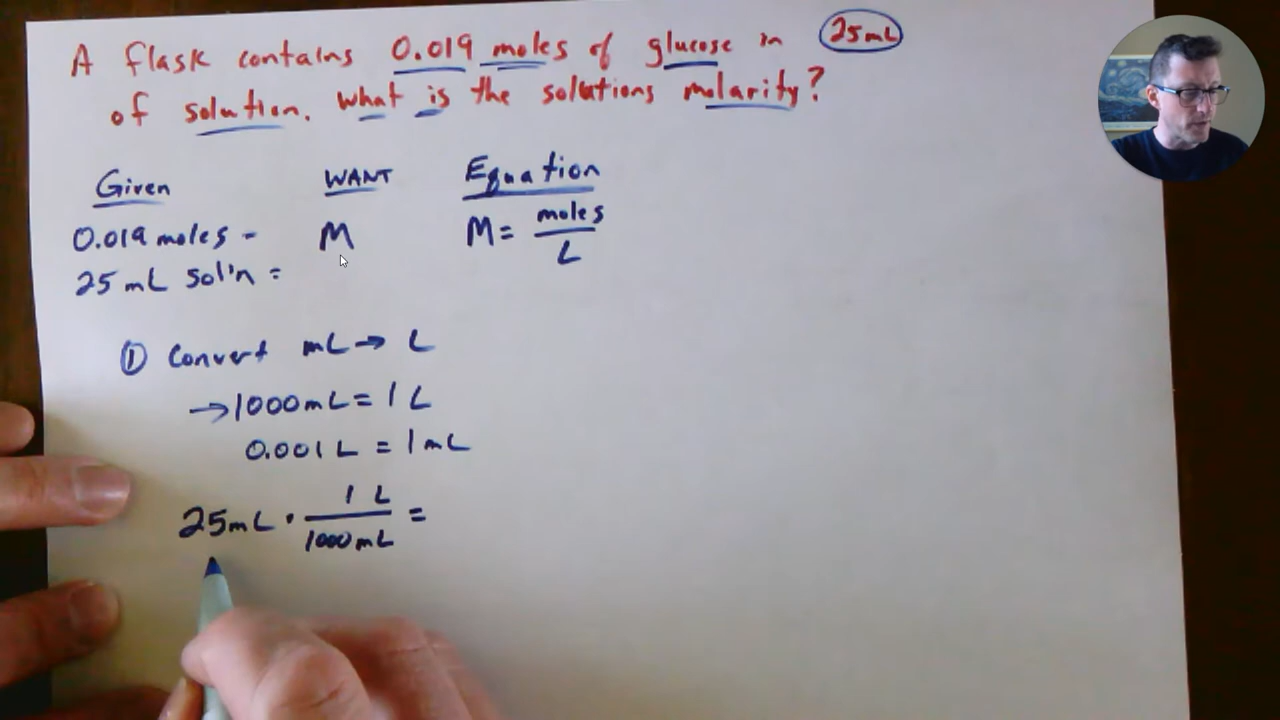 A flask contains 0.019 moles of glucose in 25mL
of solution. What is the solutions molarity?
Given WANT Equation
0.019 moles - M M = moles / L
25 mL sol'n =
① Convert mL → L
→ 1000mL = 1 L
0.001 L = 1 mL
25mL · 1 L / 1000 mL =